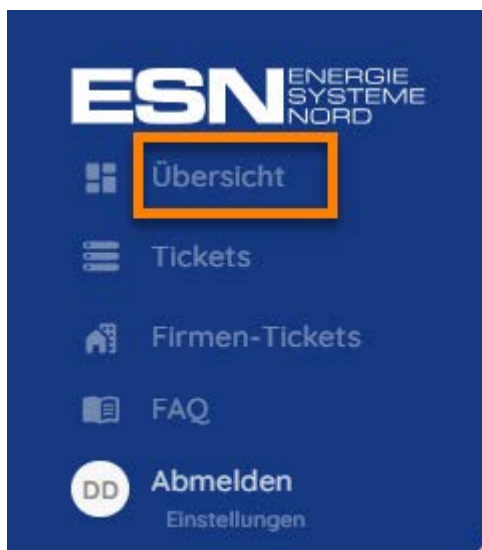 ESN ENERGIE
SYSTEME
NORD
Übersicht
Tickets
Firmen-Tickets
FAQ
DD Abmelden
Einstellungen